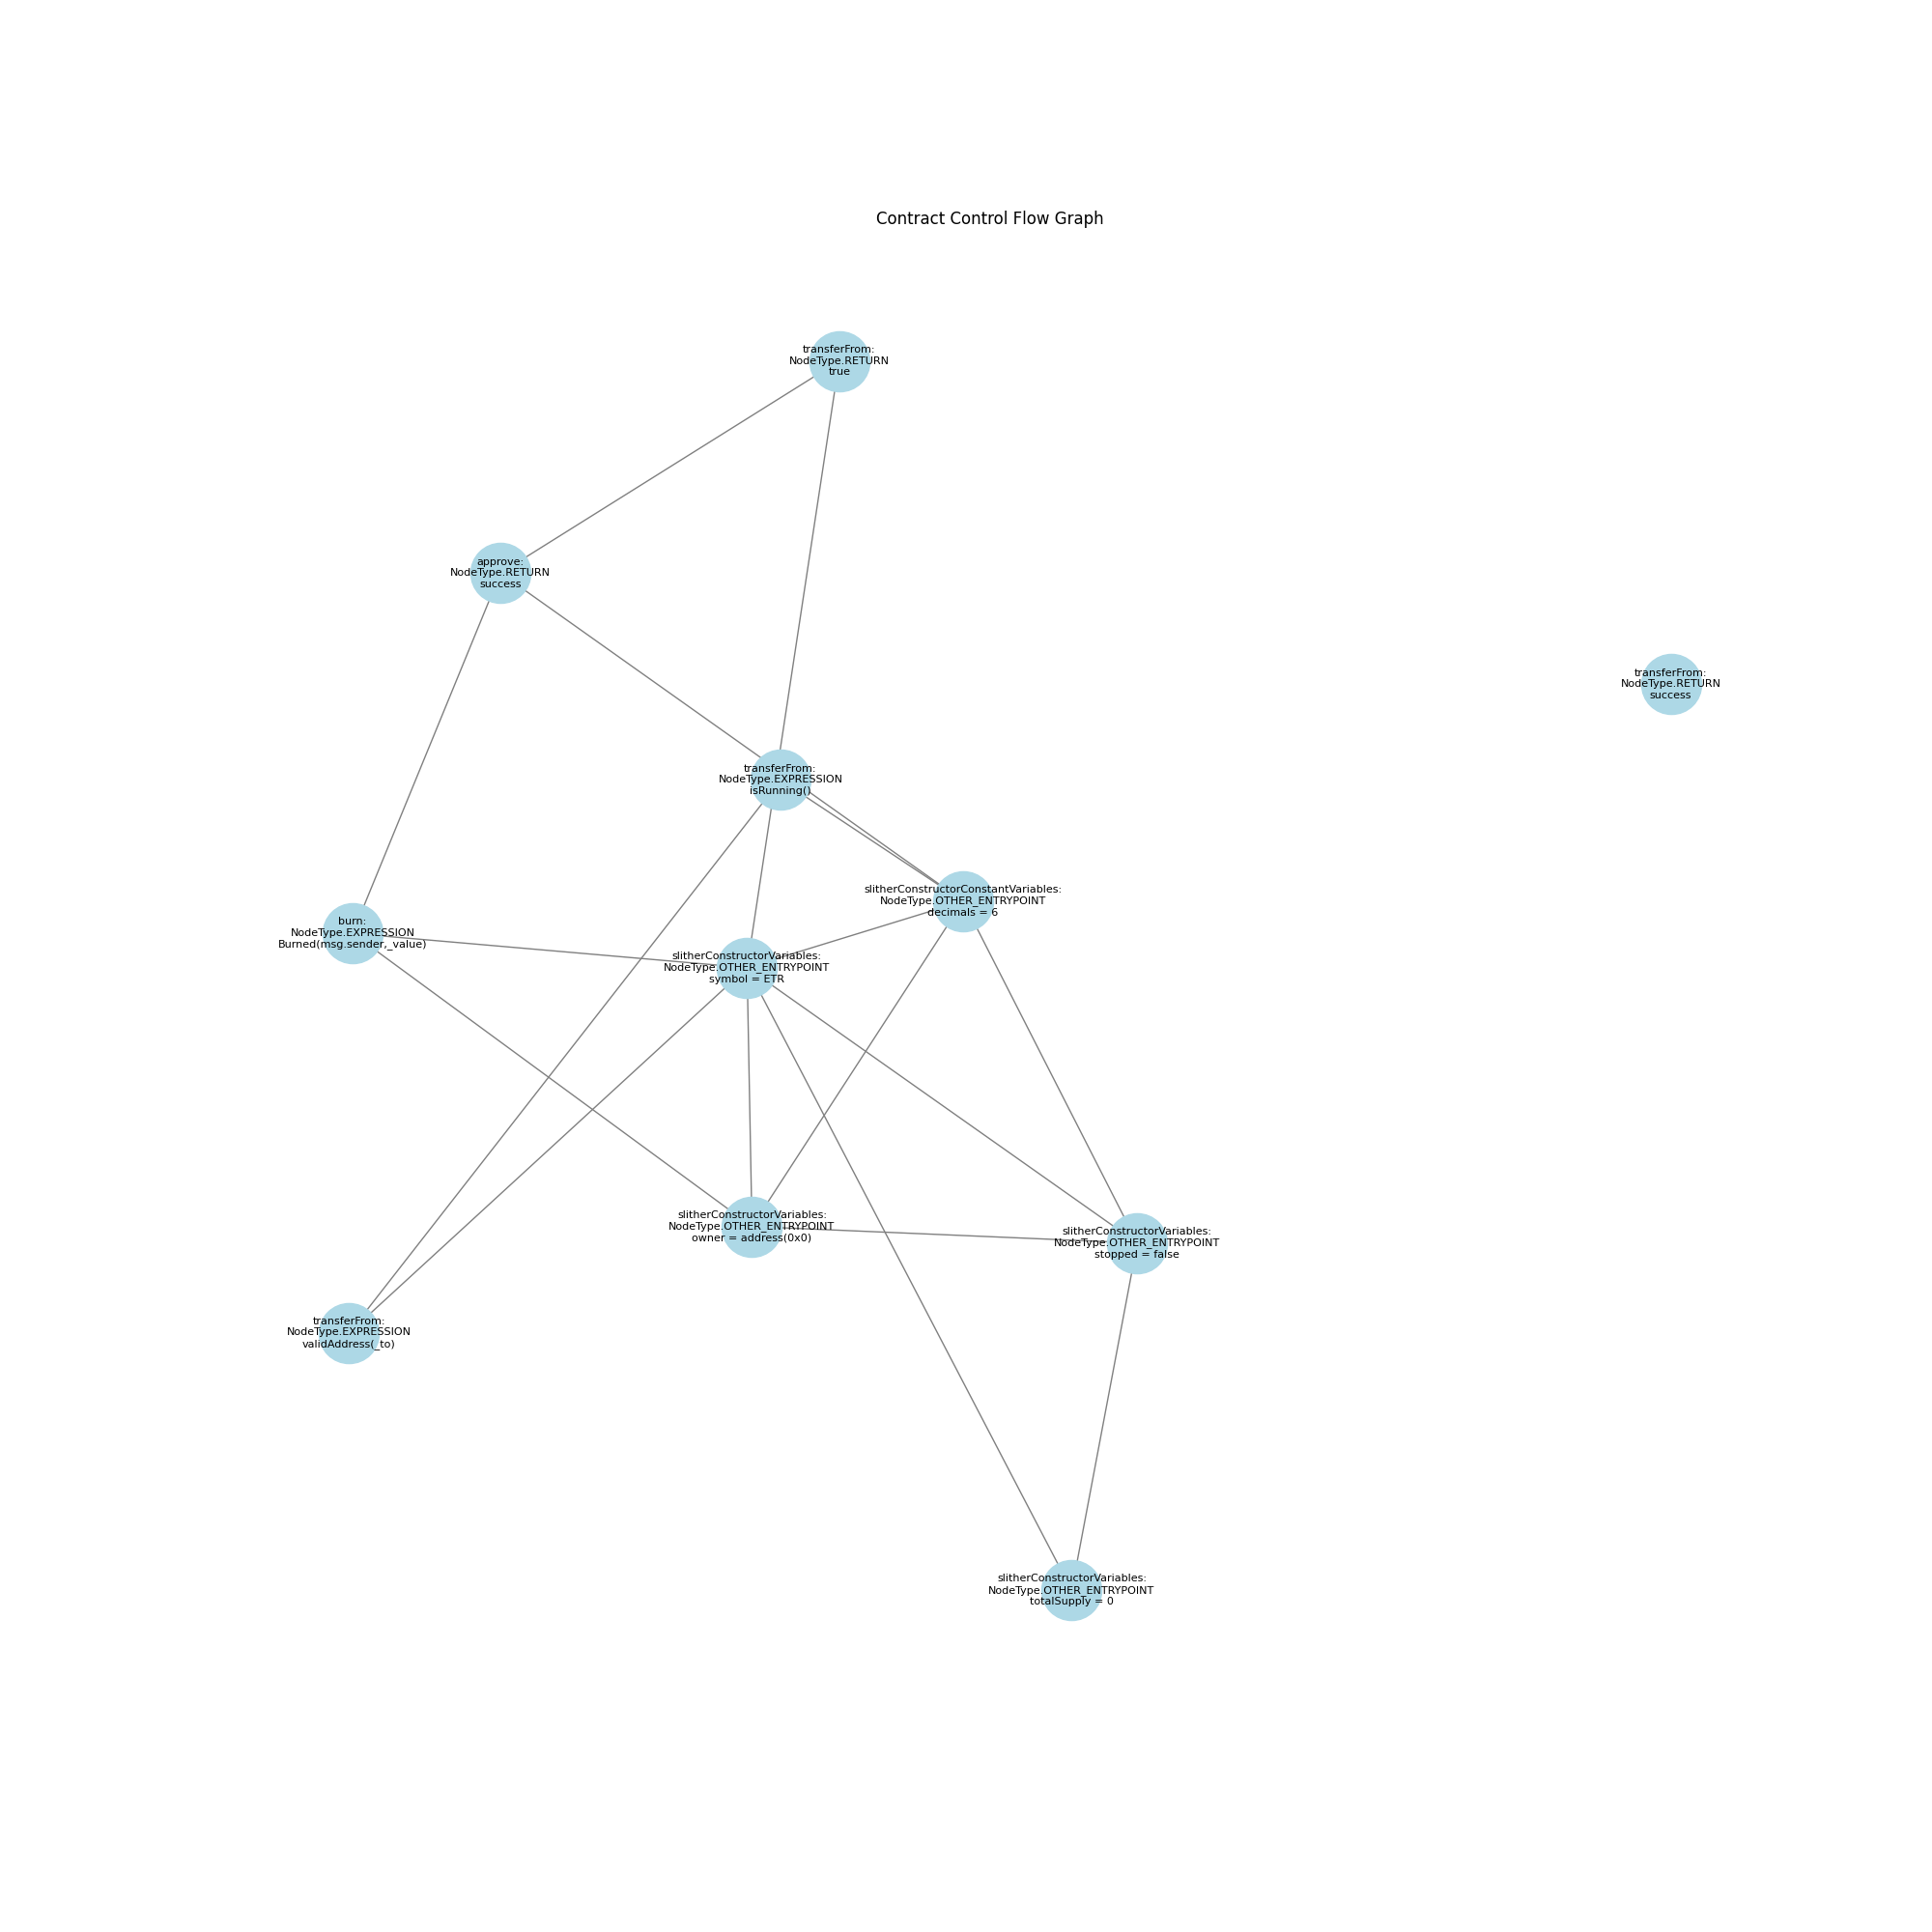 Contract Control Flow Graph
transferFrom:
NodeType.RETURN
true
approve:
NodeType.RETURN
success
transferFrom:
NodeType.RETURN
success
transferFrom:
NodeType.EXPRESSION
isRunning()
slitherConstructorConstantVariables:
NodeType.OTHER_ENTRYPOINT
decimals = 6
burn:
NodeType.EXPRESSION
Burned(msg.sender,_value)
slitherConstructorVariables:
NodeType.OTHER_ENTRYPOINT
symbol = ETR
slitherConstructorVariables:
NodeType.OTHER_ENTRYPOINT
owner = address(0x0)
slitherConstructorVariables:
NodeType.OTHER_ENTRYPOINT
stopped = false
transferFrom:
NodeType.EXPRESSION
validAddress(_to)
slitherConstructorVariables:
NodeType.OTHER_ENTRYPOINT
totalSupply = 0